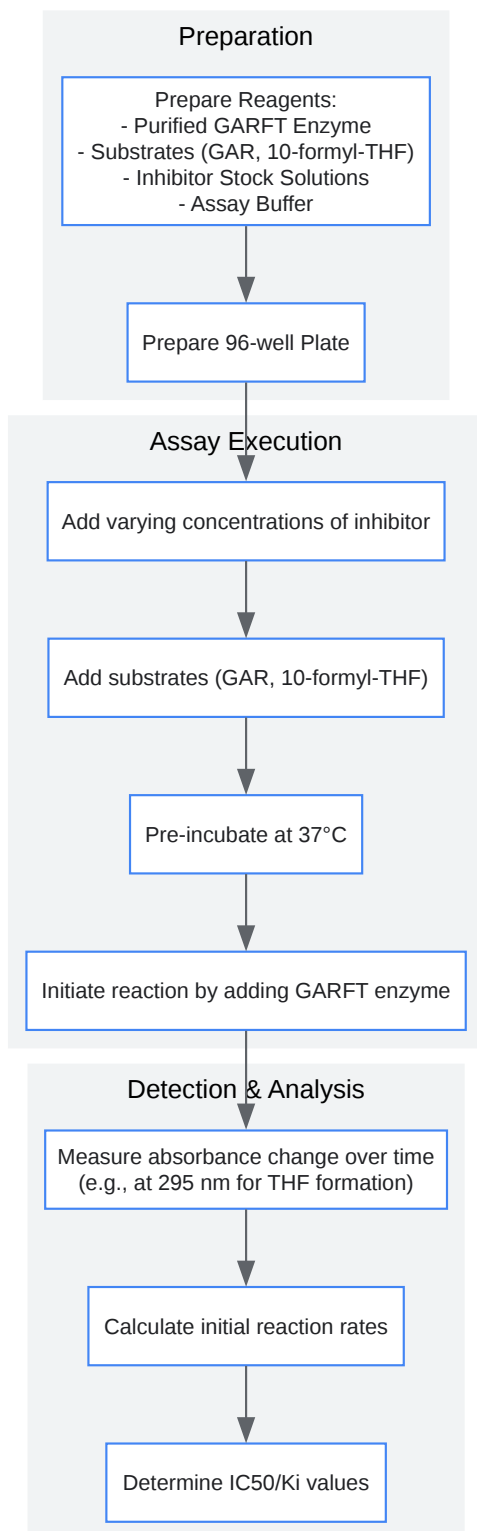 Preparation
Prepare Reagents:
- Purified GARFT Enzyme
- Substrates (GAR, 10-formyl-THF)
- Inhibitor Stock Solutions
- Assay Buffer
Prepare 96-well Plate
Assay Execution
Add varying concentrations of inhibitor
Add substrates (GAR, 10-formyl-THF)
Pre-incubate at 37°C
Initiate reaction by adding GARFT enzyme
Detection & Analysis
Measure absorbance change over time
(e.g., at 295 nm for THF formation)
Calculate initial reaction rates
Determine IC50/Ki values